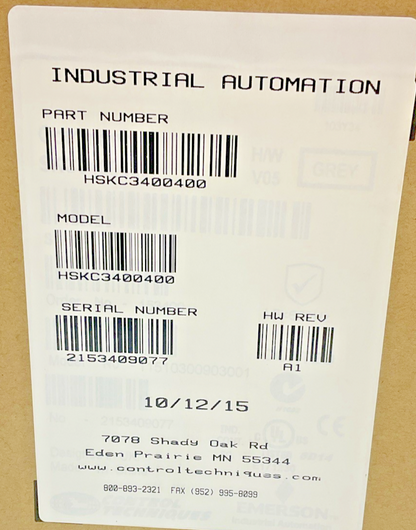 INDUSTRIAL AUTOMATION
PART NUMBER
HSKC3400400
MODEL
HSKC3400400
SERIAL NUMBER
2153409077
HW REV
A1
10/12/15
7078 Shady Oak Rd
Eden Prairie MN 55344
www.controltechniques.com
800-893-2321 FAX (952) 995-8099